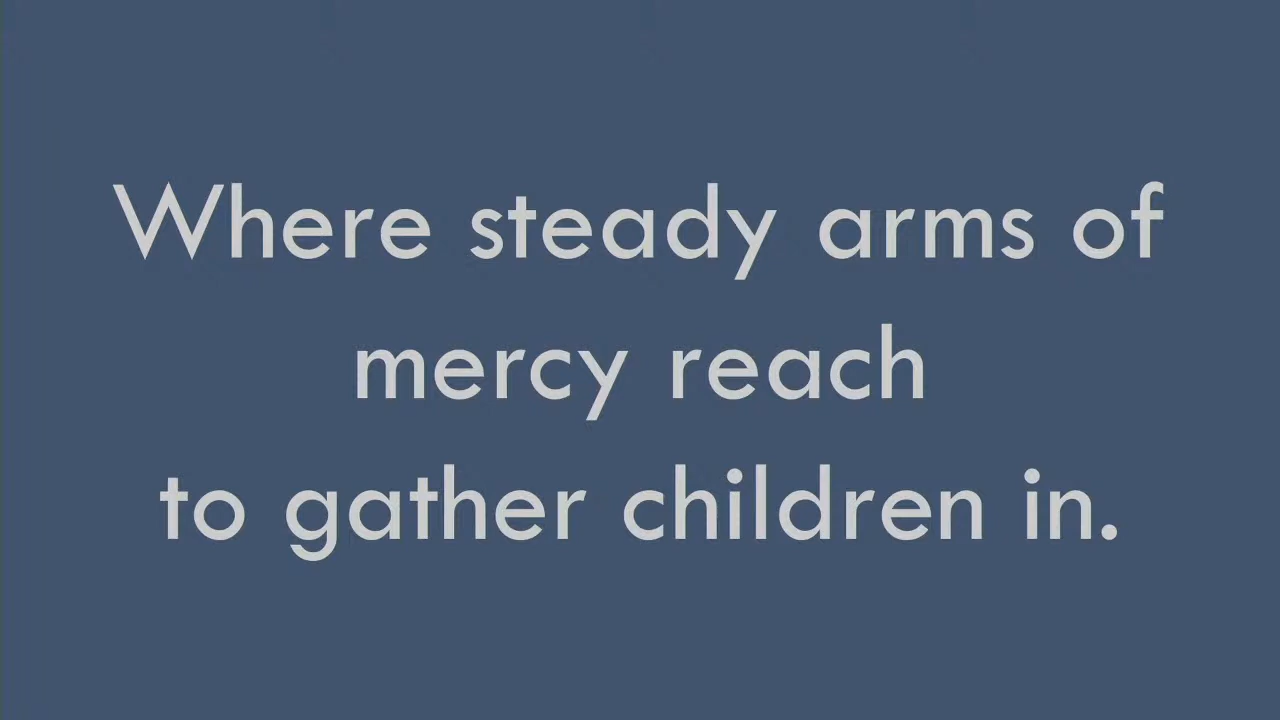 Where steady arms of
mercy reach
to gather children in.